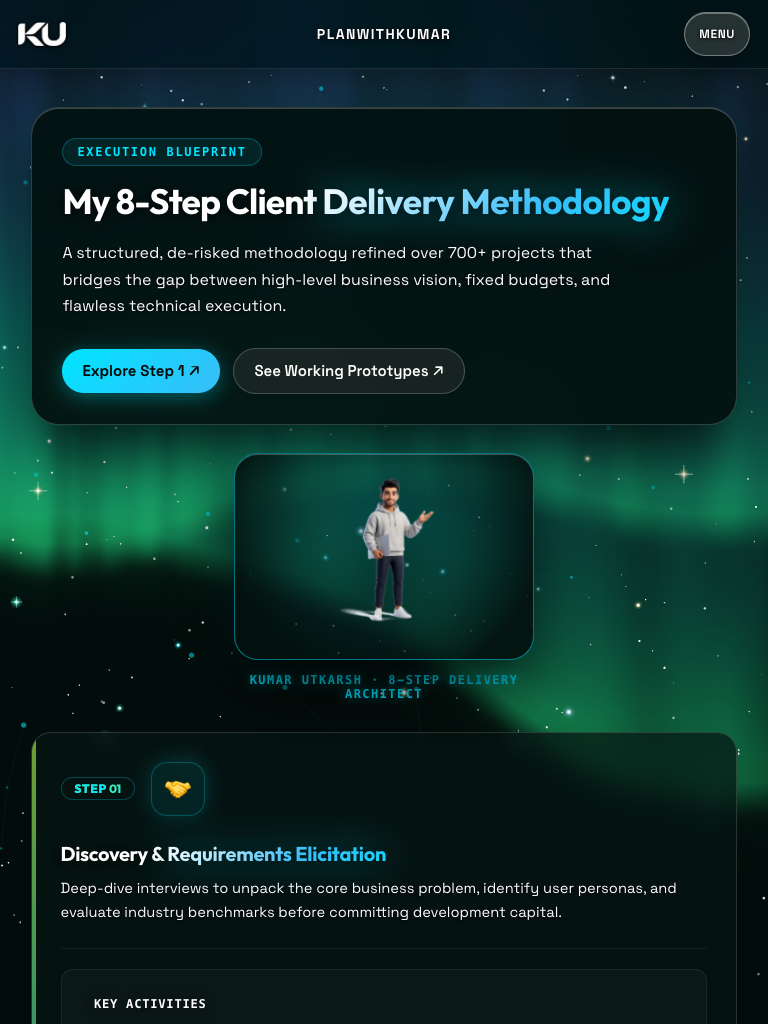 KU
PLANWITHKUMAR
MENU
EXECUTION BLUEPRINT
My 8-Step Client Delivery Methodology
A structured, de-risked methodology refined over 700+ projects that
bridges the gap between high-level business vision, fixed budgets, and
flawless technical execution.
Explore Step 1 ↗
See Working Prototypes ↗
KUMAR UTKARSH · 8-STEP DELIVERY
ARCHITECT
STEP 01
Discovery & Requirements Elicitation
Deep-dive interviews to unpack the core business problem, identify user personas, and
evaluate industry benchmarks before committing development capital.
KEY ACTIVITIES